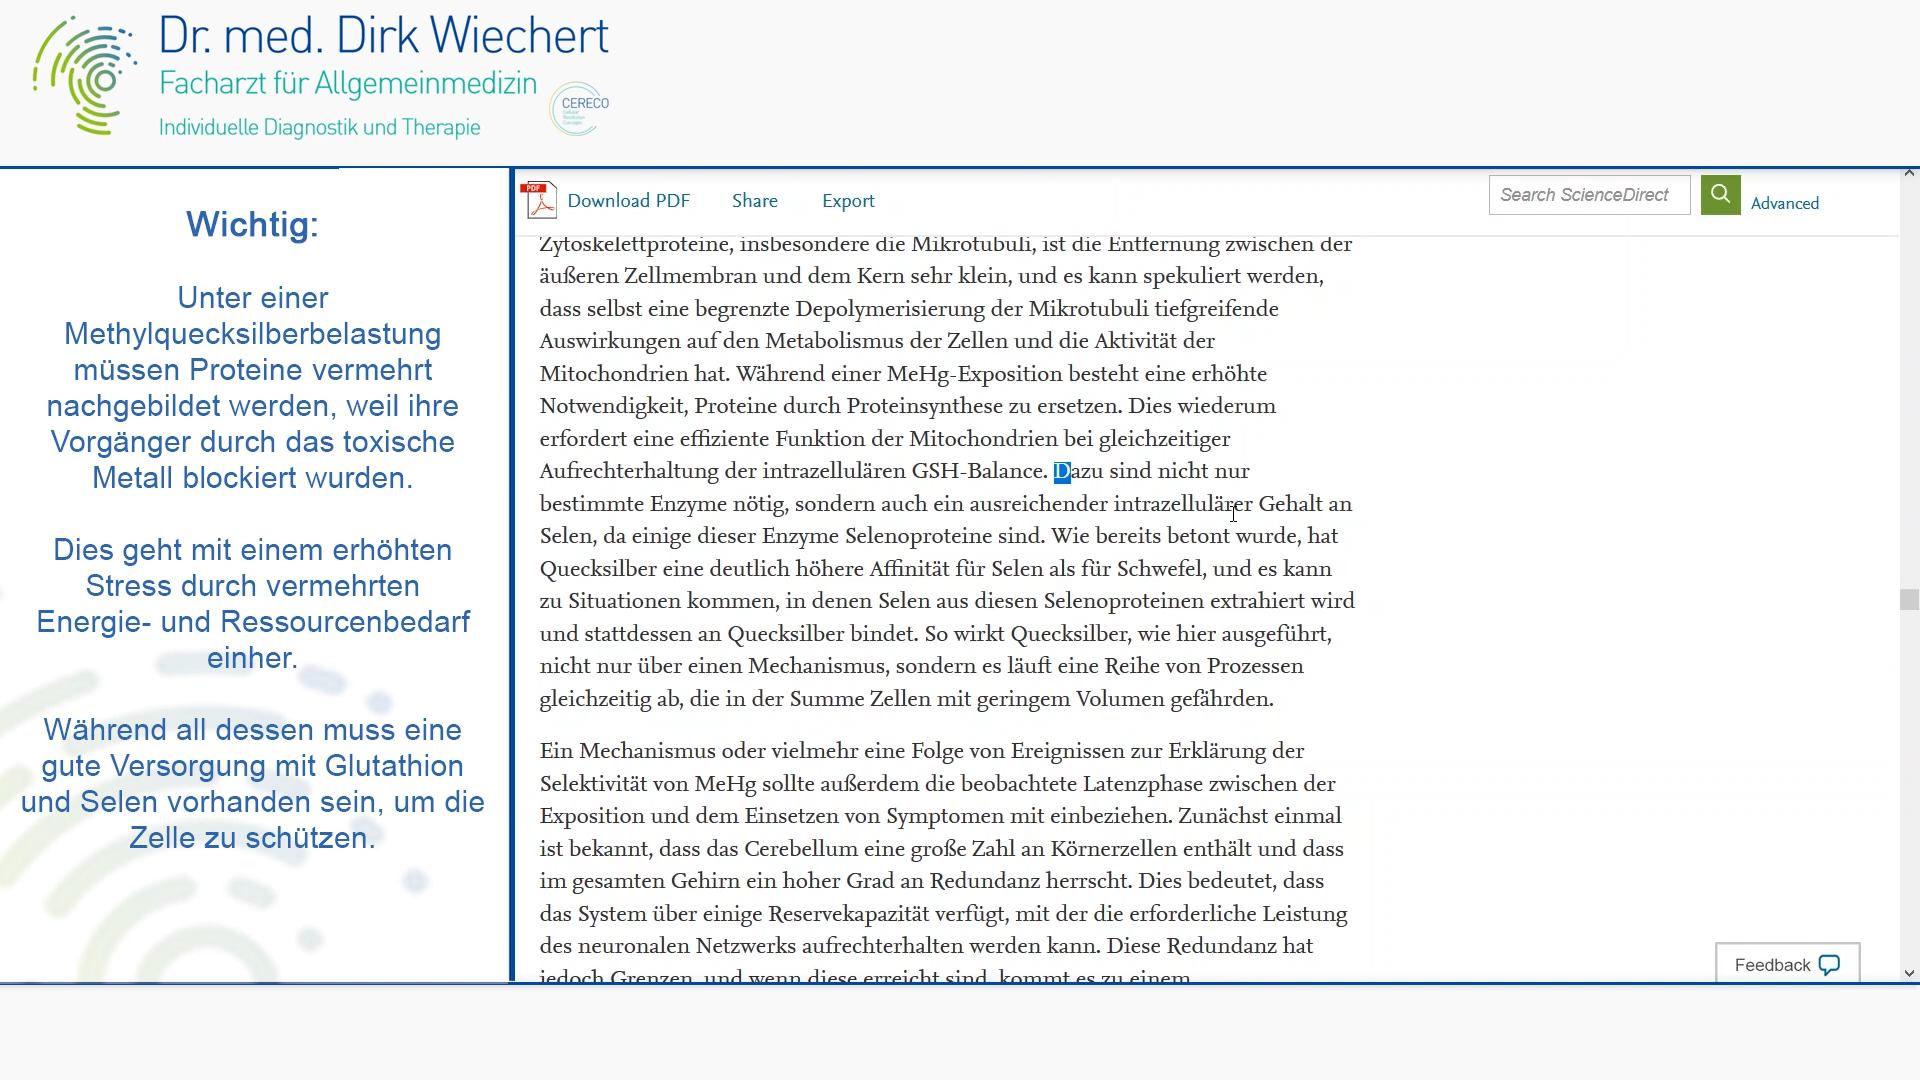 Dr. med. Dirk Wiechert
Facharzt für Allgemeinmedizin
CERECO
Individuelle Diagnostik und Therapie
Wichtig:
Unter einer
Methylquecksilberbelastung
müssen Proteine vermehrt
nachgebildet werden, weil ihre
Vorgänger durch das toxische
Metall blockiert wurden.
Dies geht mit einem erhöhten
Stress durch vermehrten
Energie- und Ressourcenbedarf
einher.
Während all dessen muss eine
gute Versorgung mit Glutathion
und Selen vorhanden sein, um die
Zelle zu schützen.
PDF
Download PDF
Share
Export
Search ScienceDirect
Advanced
Zytoskelettproteine, insbesondere die Mikrotubuli, ist die Entfernung zwischen der
äußeren Zellmembran und dem Kern sehr klein, und es kann spekuliert werden,
dass selbst eine begrenzte Depolymerisierung der Mikrotubuli tiefgreifende
Auswirkungen auf den Metabolismus der Zellen und die Aktivität der
Mitochondrien hat. Während einer MeHg-Exposition besteht eine erhöhte
Notwendigkeit, Proteine durch Proteinsynthese zu ersetzen. Dies wiederum
erfordert eine effiziente Funktion der Mitochondrien bei gleichzeitiger
Aufrechterhaltung der intrazellulären GSH-Balance. Dazu sind nicht nur
bestimmte Enzyme nötig, sondern auch ein ausreichender intrazellulärer Gehalt an
Selen, da einige dieser Enzyme Selenoproteine sind. Wie bereits betont wurde, hat
Quecksilber eine deutlich höhere Affinität für Selen als für Schwefel, und es kann
zu Situationen kommen, in denen Selen aus diesen Selenoproteinen extrahiert wird
und stattdessen an Quecksilber bindet. So wirkt Quecksilber, wie hier ausgeführt,
nicht nur über einen Mechanismus, sondern es läuft eine Reihe von Prozessen
gleichzeitig ab, die in der Summe Zellen mit geringem Volumen gefährden.
Ein Mechanismus oder vielmehr eine Folge von Ereignissen zur Erklärung der
Selektivität von MeHg sollte außerdem die beobachtete Latenzphase zwischen der
Exposition und dem Einsetzen von Symptomen mit einbeziehen. Zunächst einmal
ist bekannt, dass das Cerebellum eine große Zahl an Körnerzellen enthält und dass
im gesamten Gehirn ein hoher Grad an Redundanz herrscht. Dies bedeutet, dass
das System über einige Reservekapazität verfügt, mit der die erforderliche Leistung
des neuronalen Netzwerks aufrechterhalten werden kann. Diese Redundanz hat
jedoch Grenzen, und wenn diese erreicht sind, kommt es zu einem
Feedback